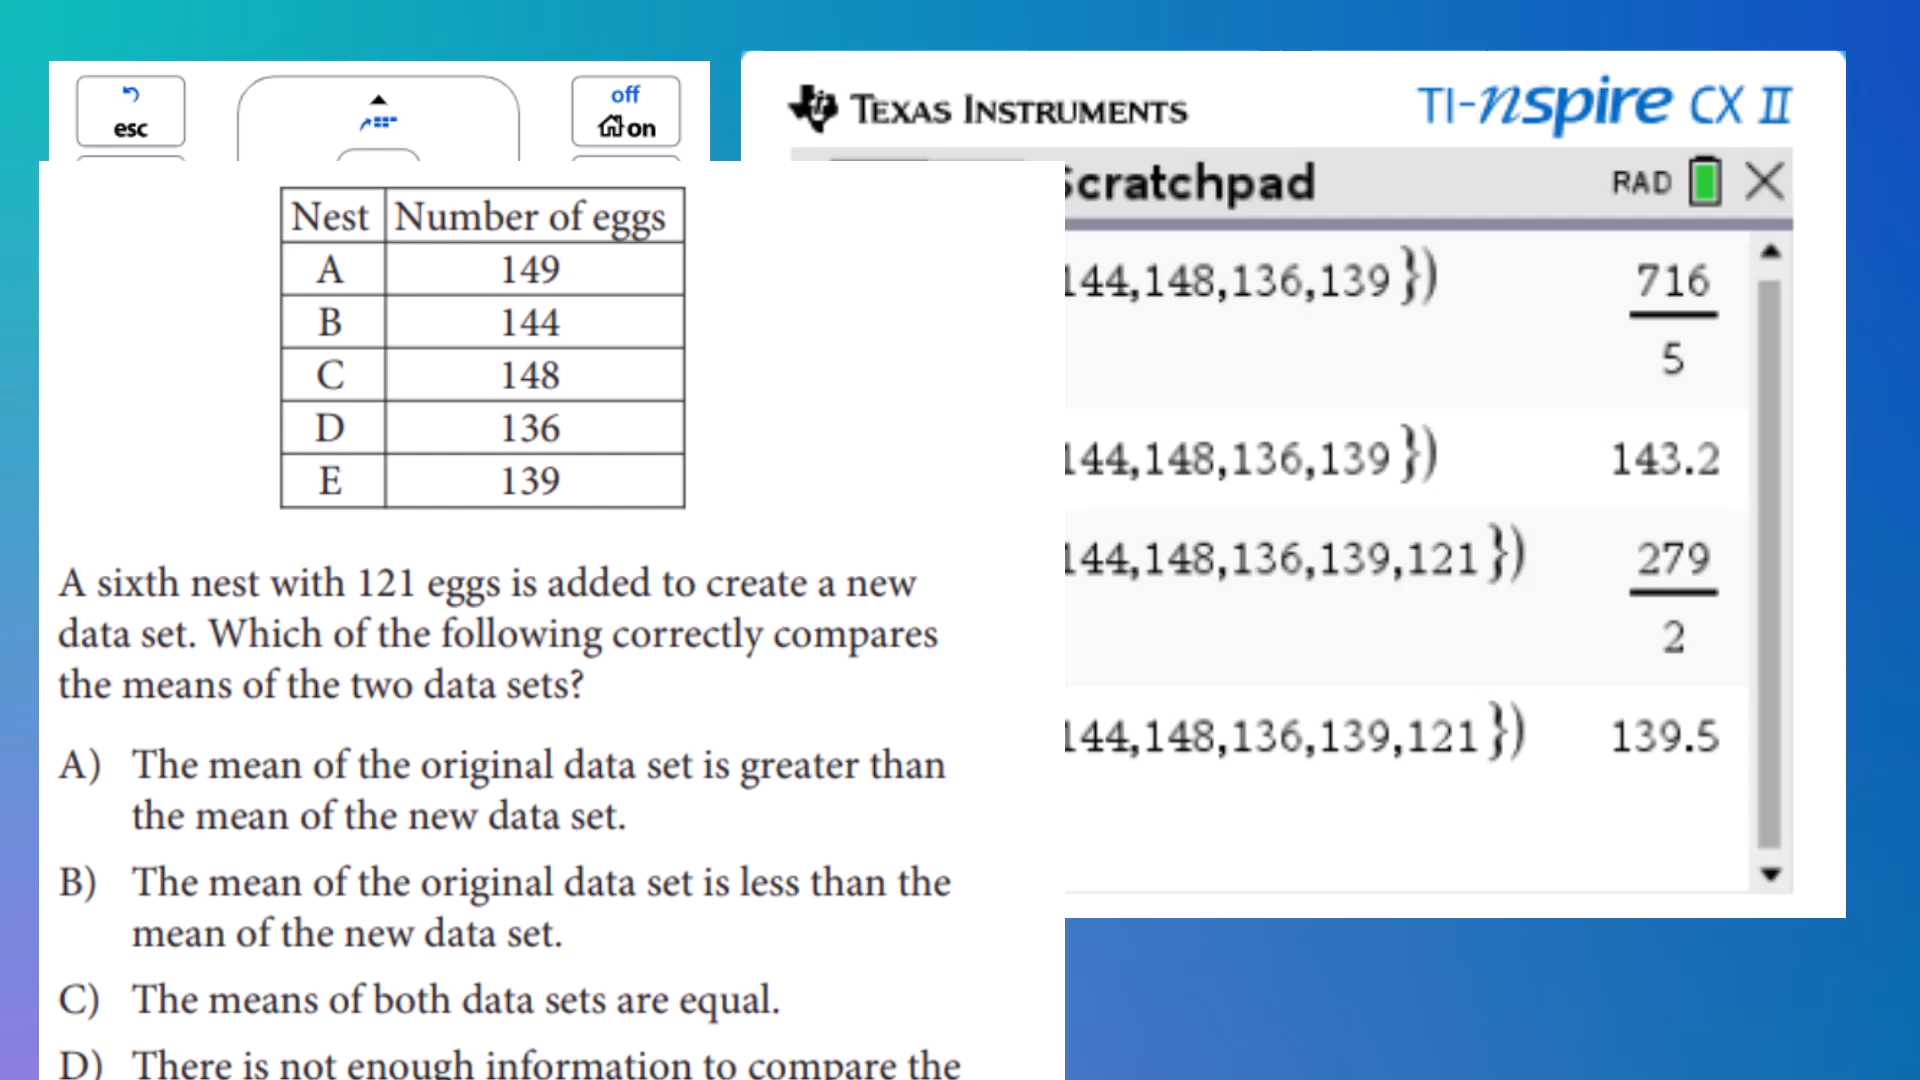 esc
off
on
TEXAS INSTRUMENTS
TI-nspire CX II
Scratchpad
RAD
Nest Number of eggs
A 149
B 144
C 148
D 136
E 139
A sixth nest with 121 eggs is added to create a new
data set. Which of the following correctly compares
the means of the two data sets?
A) The mean of the original data set is greater than
the mean of the new data set.
B) The mean of the original data set is less than the
mean of the new data set.
C) The means of both data sets are equal.
D) There is not enough information to compare the
144,148,136,139}) 716/5
144,148,136,139}) 143.2
144,148,136,139,121}) 279/2
144,148,136,139,121}) 139.5